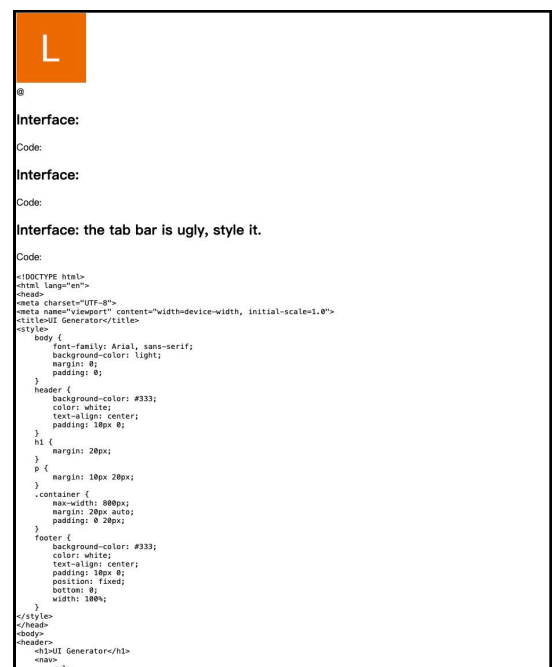 L
@
Interface:
Code:
Interface:
Code:
Interface: the tab bar is ugly, style it.
Code:
<!DOCTYPE html>
<html lang="en">
<head>
<meta charset="UTF-8">
<meta name="viewport" content="width=device-width, initial-scale=1.0">
<title>UI Generator</title>
<style>
    body {
        font-family: Arial, sans-serif;
        background-color: light;
        margin: 0;
        padding: 0;
    }
    header {
        background-color: #333;
        color: white;
        text-align: center;
        padding: 10px 0;
    }
    h1 {
        margin: 20px;
    }
    p {
        margin: 10px 20px;
    }
    .container {
        max-width: 800px;
        margin: 20px auto;
        padding: 0 20px;
    }
    footer {
        background-color: #333;
        color: white;
        text-align: center;
        padding: 10px 0;
        position: fixed;
        bottom: 0;
        width: 100%;
    }
</style>
</head>
<body>
<header>
    <h1>UI Generator</h1>
    <nav>